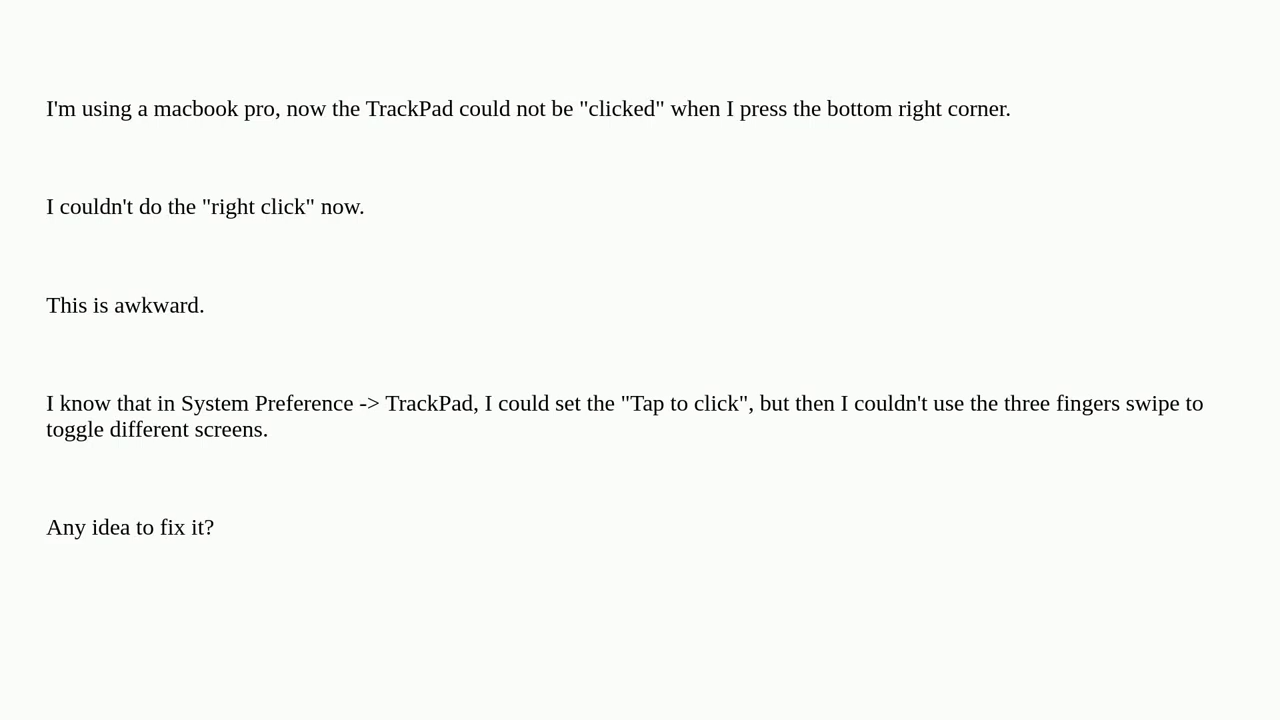 I'm using a macbook pro, now the TrackPad could not be "clicked" when I press the bottom right corner.
I couldn't do the "right click" now.
This is awkward.
I know that in System Preference -> TrackPad, I could set the "Tap to click", but then I couldn't use the three fingers swipe to
toggle different screens.
Any idea to fix it?